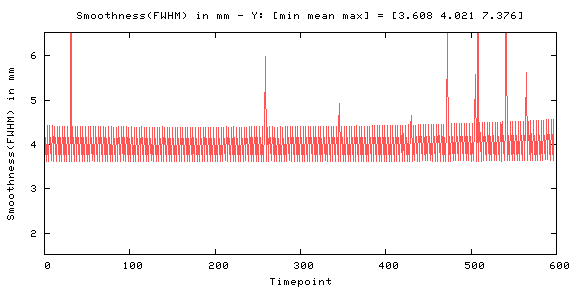 Smoothness(FWHM) in mm - Y: [min mean max] = [3.608 4.021 7.376]
6
5
4
3
2
Smoothness(FWHM) in mm
0 100 200 300 400 500 600
Timepoint